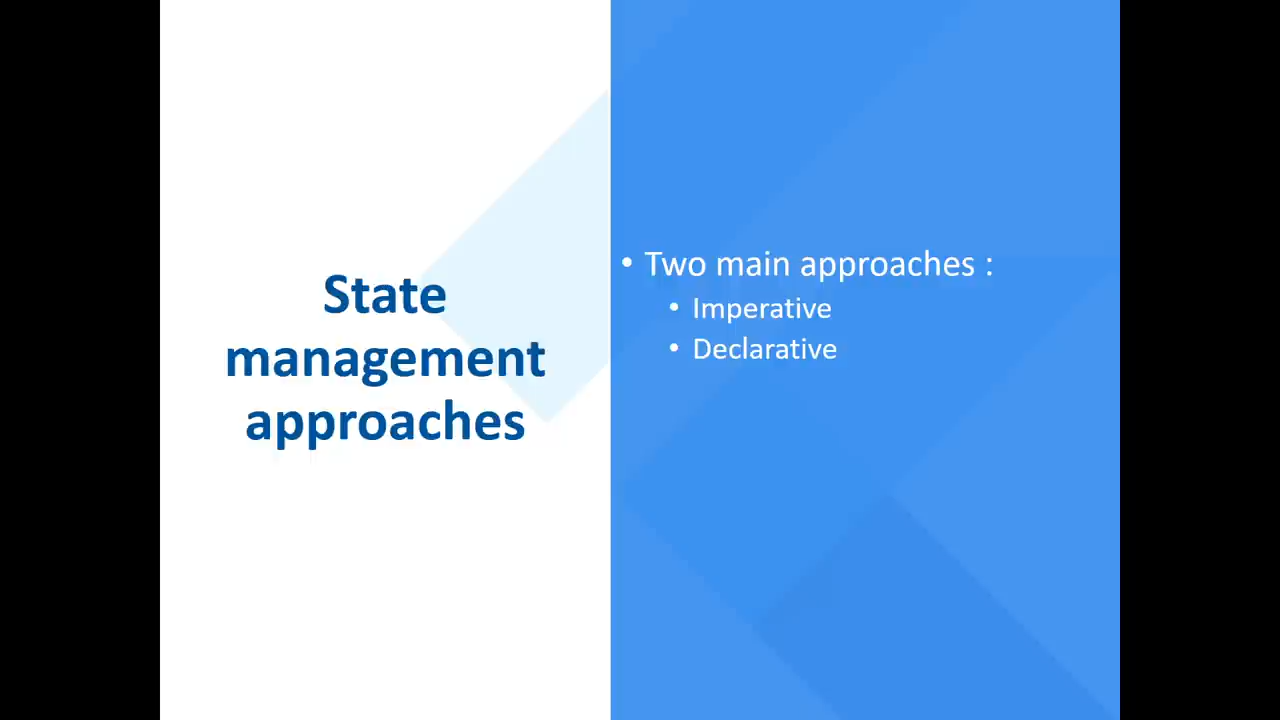 State
management
approaches
• Two main approaches :
• Imperative
• Declarative